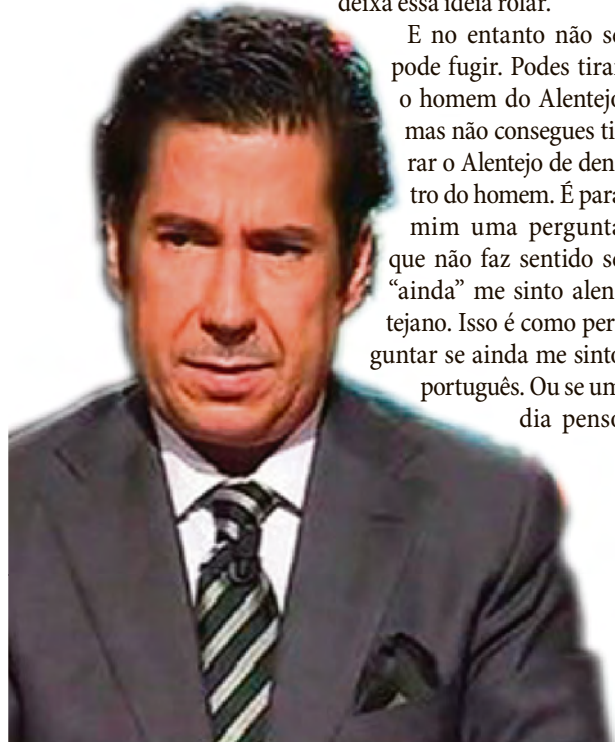 deixa essa ideia rolar.
E no entanto não se
pode fugir. Podes tirar
o homem do Alentejo
mas não consegues ti
rar o Alentejo de den
tro do homem. É para
mim uma pergunta
que não faz sentido se
“ainda” me sinto alen
tejano. Isso é como per
guntar se ainda me sinto
português. Ou se um
dia penso